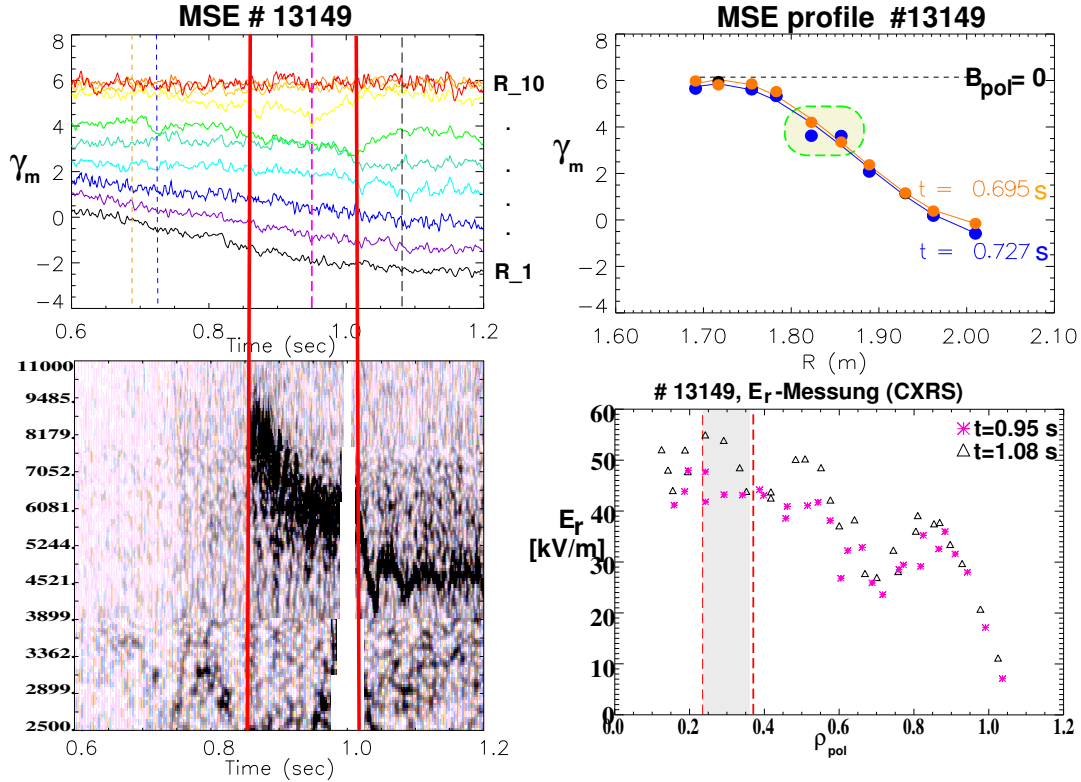 MSE # 13149
8
6
4
2
0
−2
−4
γm
R_10
.
.
.
R_1
0.6 0.8 1.0 1.2
Time (sec)
MSE profile #13149
8
6
4
2
0
−2
−4
γm
Bpol= 0
t = 0.695 s
t = 0.727 s
1.60 1.70 1.80 1.90 2.00 2.10
R (m)
11000
9485
8179
7052
6081
5244
4521
3899
3362
2899
2500
0.6 0.8 1.0 1.2
Time (sec)
# 13149, Er-Messung (CXRS)
60
50
40
30
20
10
0
Er
[kV/m]
t=0.95 s
t=1.08 s
0.0 0.2 0.4 0.6 0.8 1.0 1.2
ρpol